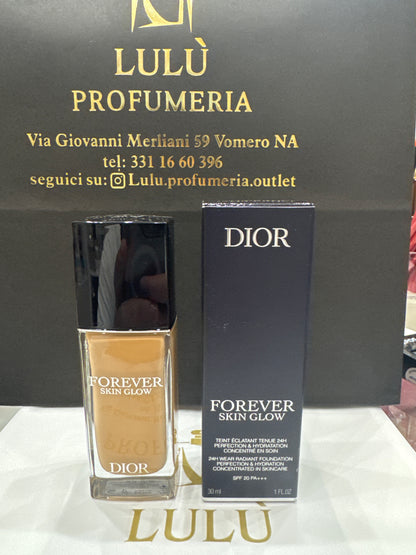 LULÙ
PROFUMERIA
Via Giovanni Merliani 59 Vomero NA
tel: 331 16 60 396
seguici su: Lulu.profumeria.outlet
DIOR
FOREVER
SKIN GLOW
TEINT ÉCLATANT TENUE 24H
PERFECTION & HYDRATATION
CONCENTRÉ EN SOIN
24H WEAR RADIANT FOUNDATION
PERFECTION & HYDRATION
CONCENTRATED IN SKINCARE
SPF 20 PA+++
30 ml 1 FL OZ
FOREVER
SKIN GLOW
DIOR
LULÙ